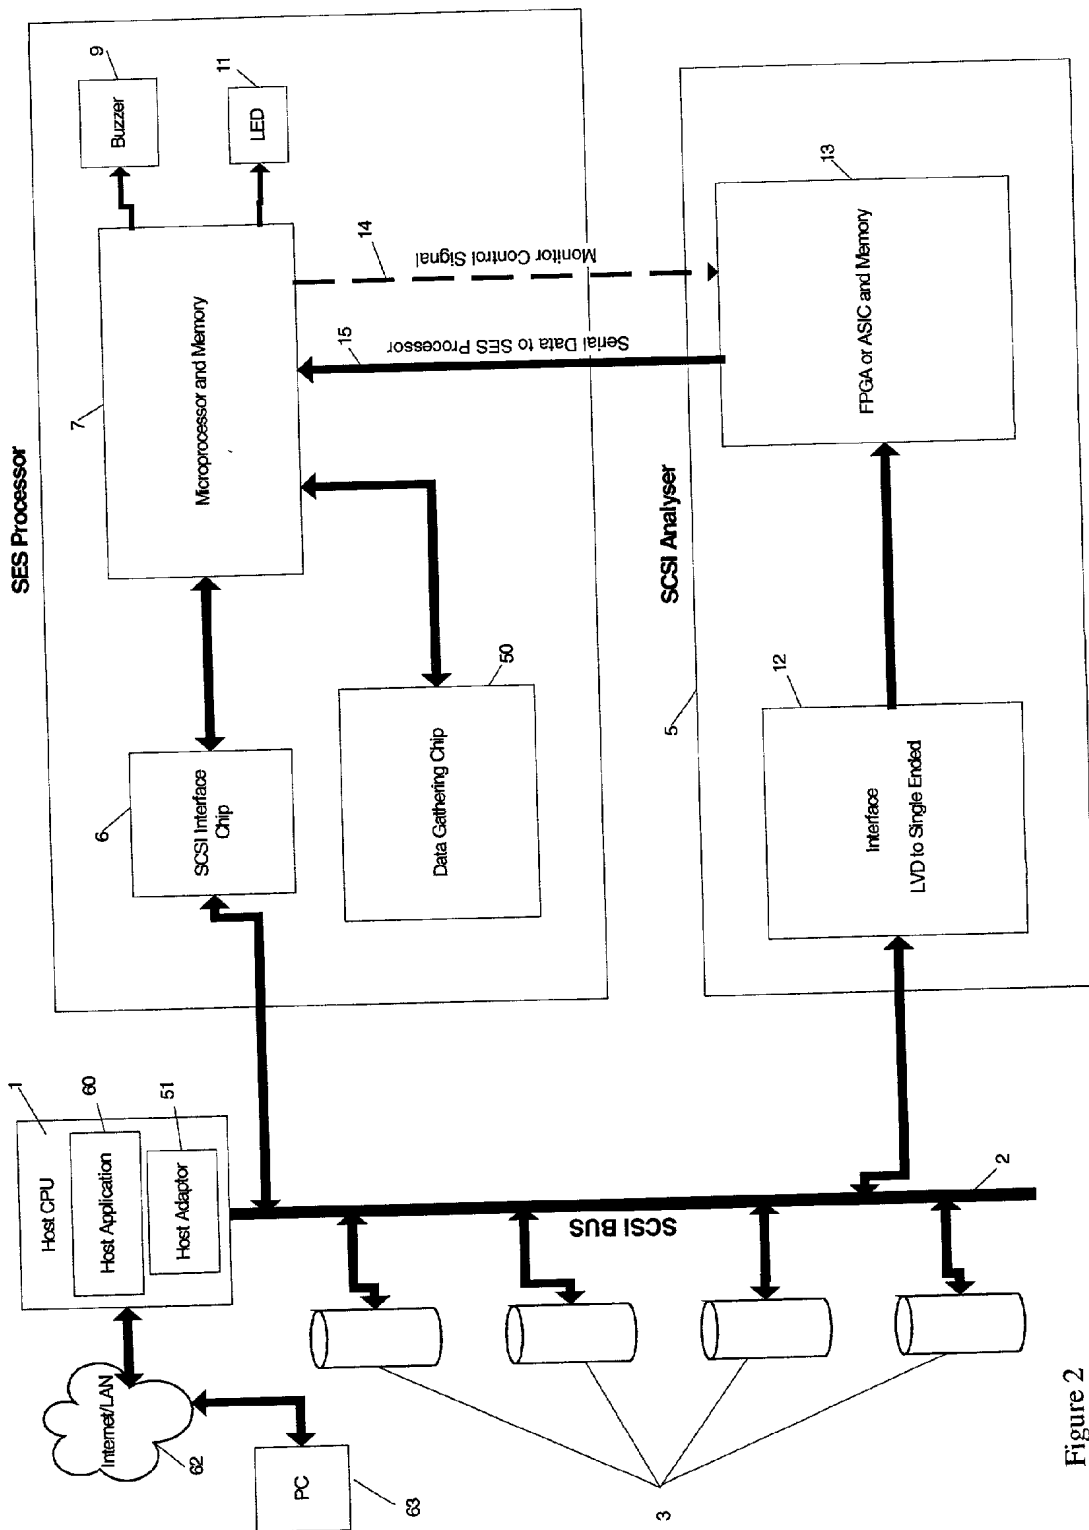 SES Processor
9
Buzzer
11
LED
7
Microprocessor and Memory
14
Monitor Control Signal
15
Serial Data to SES Processor
6
SCSI Interface
Chip
50
Data Gathering Chip
SCSI Analyser
5
13
FPGA or ASIC and Memory
12
Interface
LVD to Single Ended
1
Host CPU
60
Host Application
51
Host Adaptor
Internet/LAN
62
PC
63
SCSI BUS
2
3
Figure 2